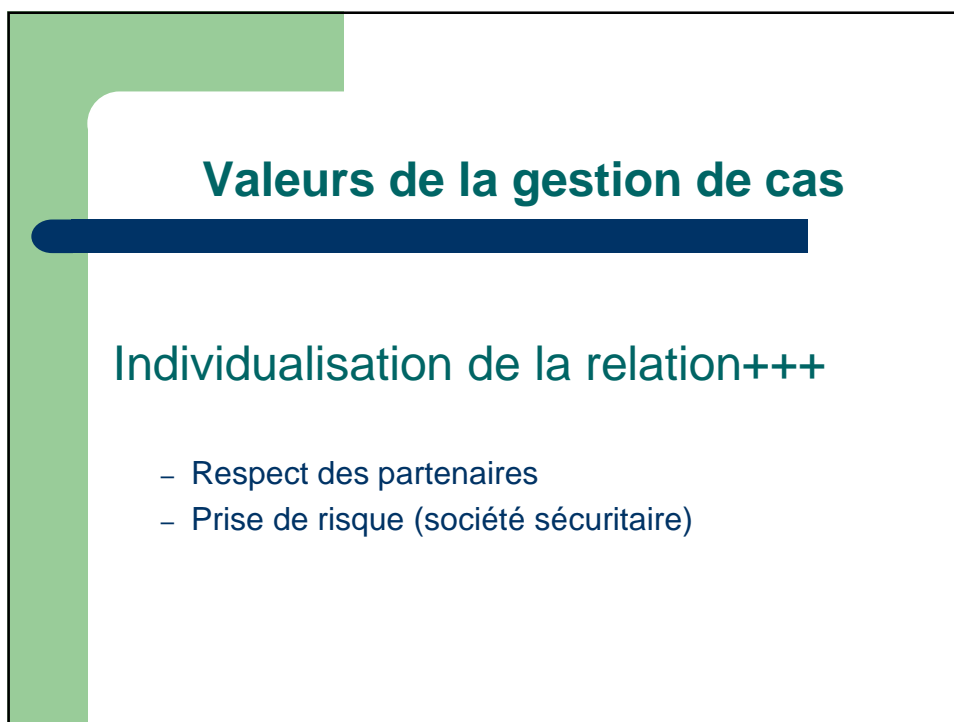 Valeurs de la gestion de cas
Individualisation de la relation+++
– Respect des partenaires
– Prise de risque (société sécuritaire)